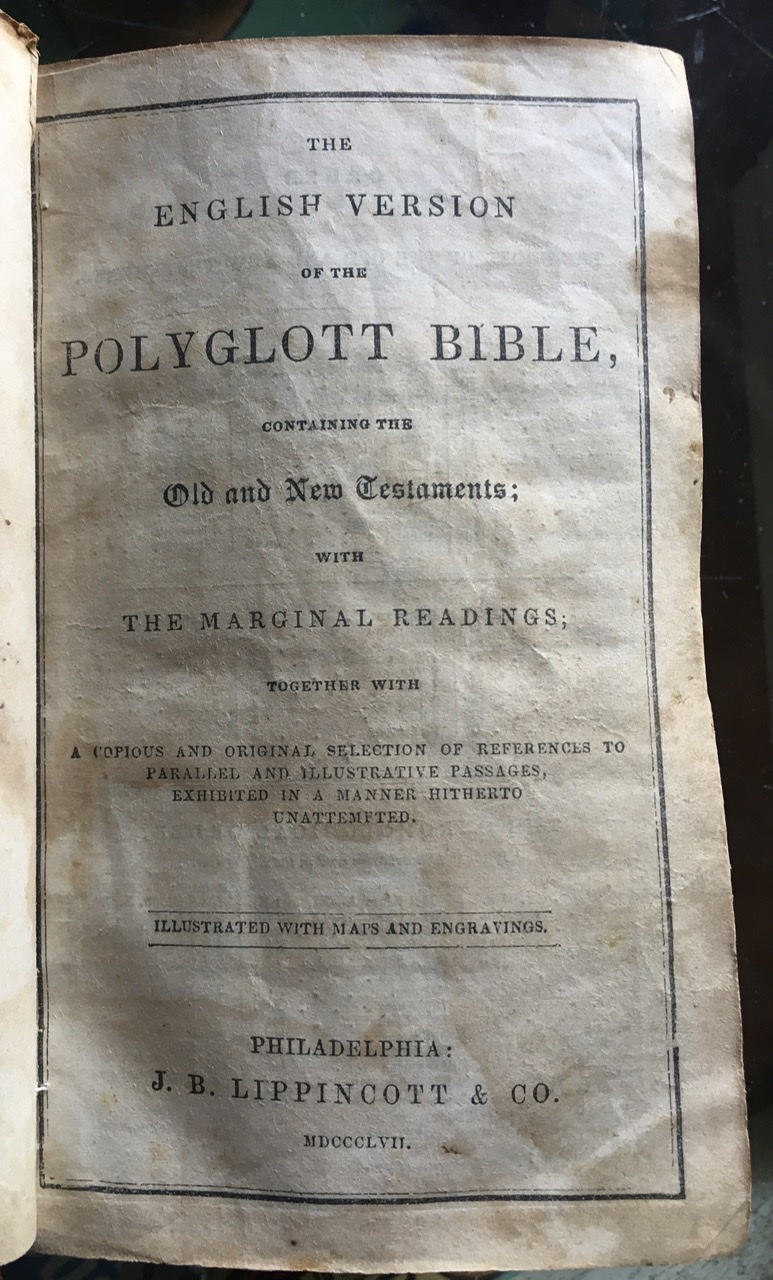 THE
ENGLISH VERSION
OF THE
POLYGLOTT BIBLE,
CONTAINING THE
Old and New Testaments;
WITH
THE MARGINAL READINGS;
TOGETHER WITH
A COPIOUS AND ORIGINAL SELECTION OF REFERENCES TO
PARALLEL AND ILLUSTRATIVE PASSAGES,
EXHIBITED IN A MANNER HITHERTO
UNATTEMPTED.
ILLUSTRATED WITH MAPS AND ENGRAVINGS.
PHILADELPHIA:
J. B. LIPPINCOTT & CO.
MDCCCLVII.